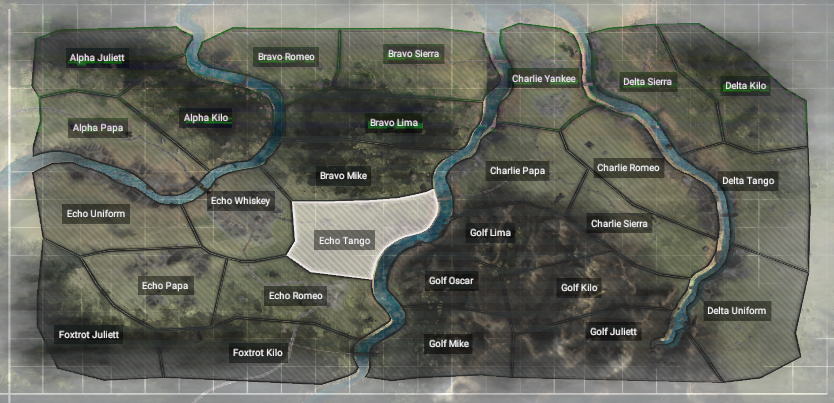 Alpha Juliett
Bravo Romeo
Bravo Sierra
Charlie Yankee
Delta Sierra
Delta Kilo
Alpha Papa
Alpha Kilo
Bravo Lima
Bravo Mike
Charlie Papa
Charlie Romeo
Delta Tango
Echo Uniform
Echo Whiskey
Echo Tango
Golf Lima
Charlie Sierra
Echo Papa
Echo Romeo
Golf Oscar
Golf Kilo
Delta Uniform
Foxtrot Juliett
Foxtrot Kilo
Golf Mike
Golf Juliett